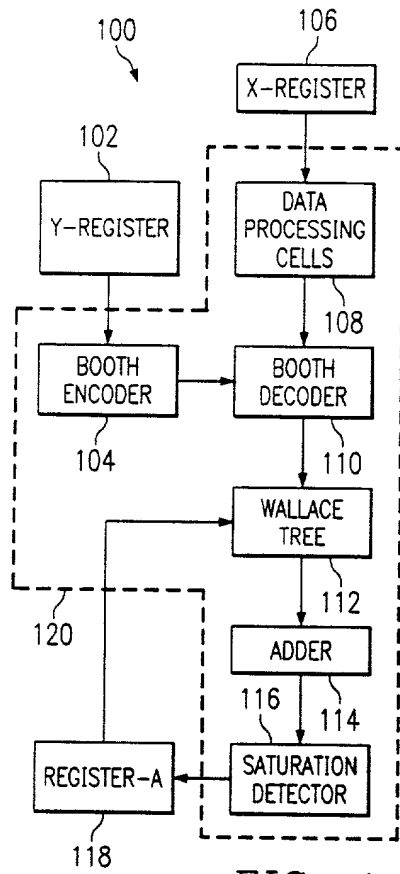 100
106
X-REGISTER
102
Y-REGISTER
DATA
PROCESSING
CELLS
108
BOOTH
ENCODER
104
BOOTH
DECODER
110
WALLACE
TREE
112
120
ADDER
114
116
REGISTER-A
118
SATURATION
DETECTOR